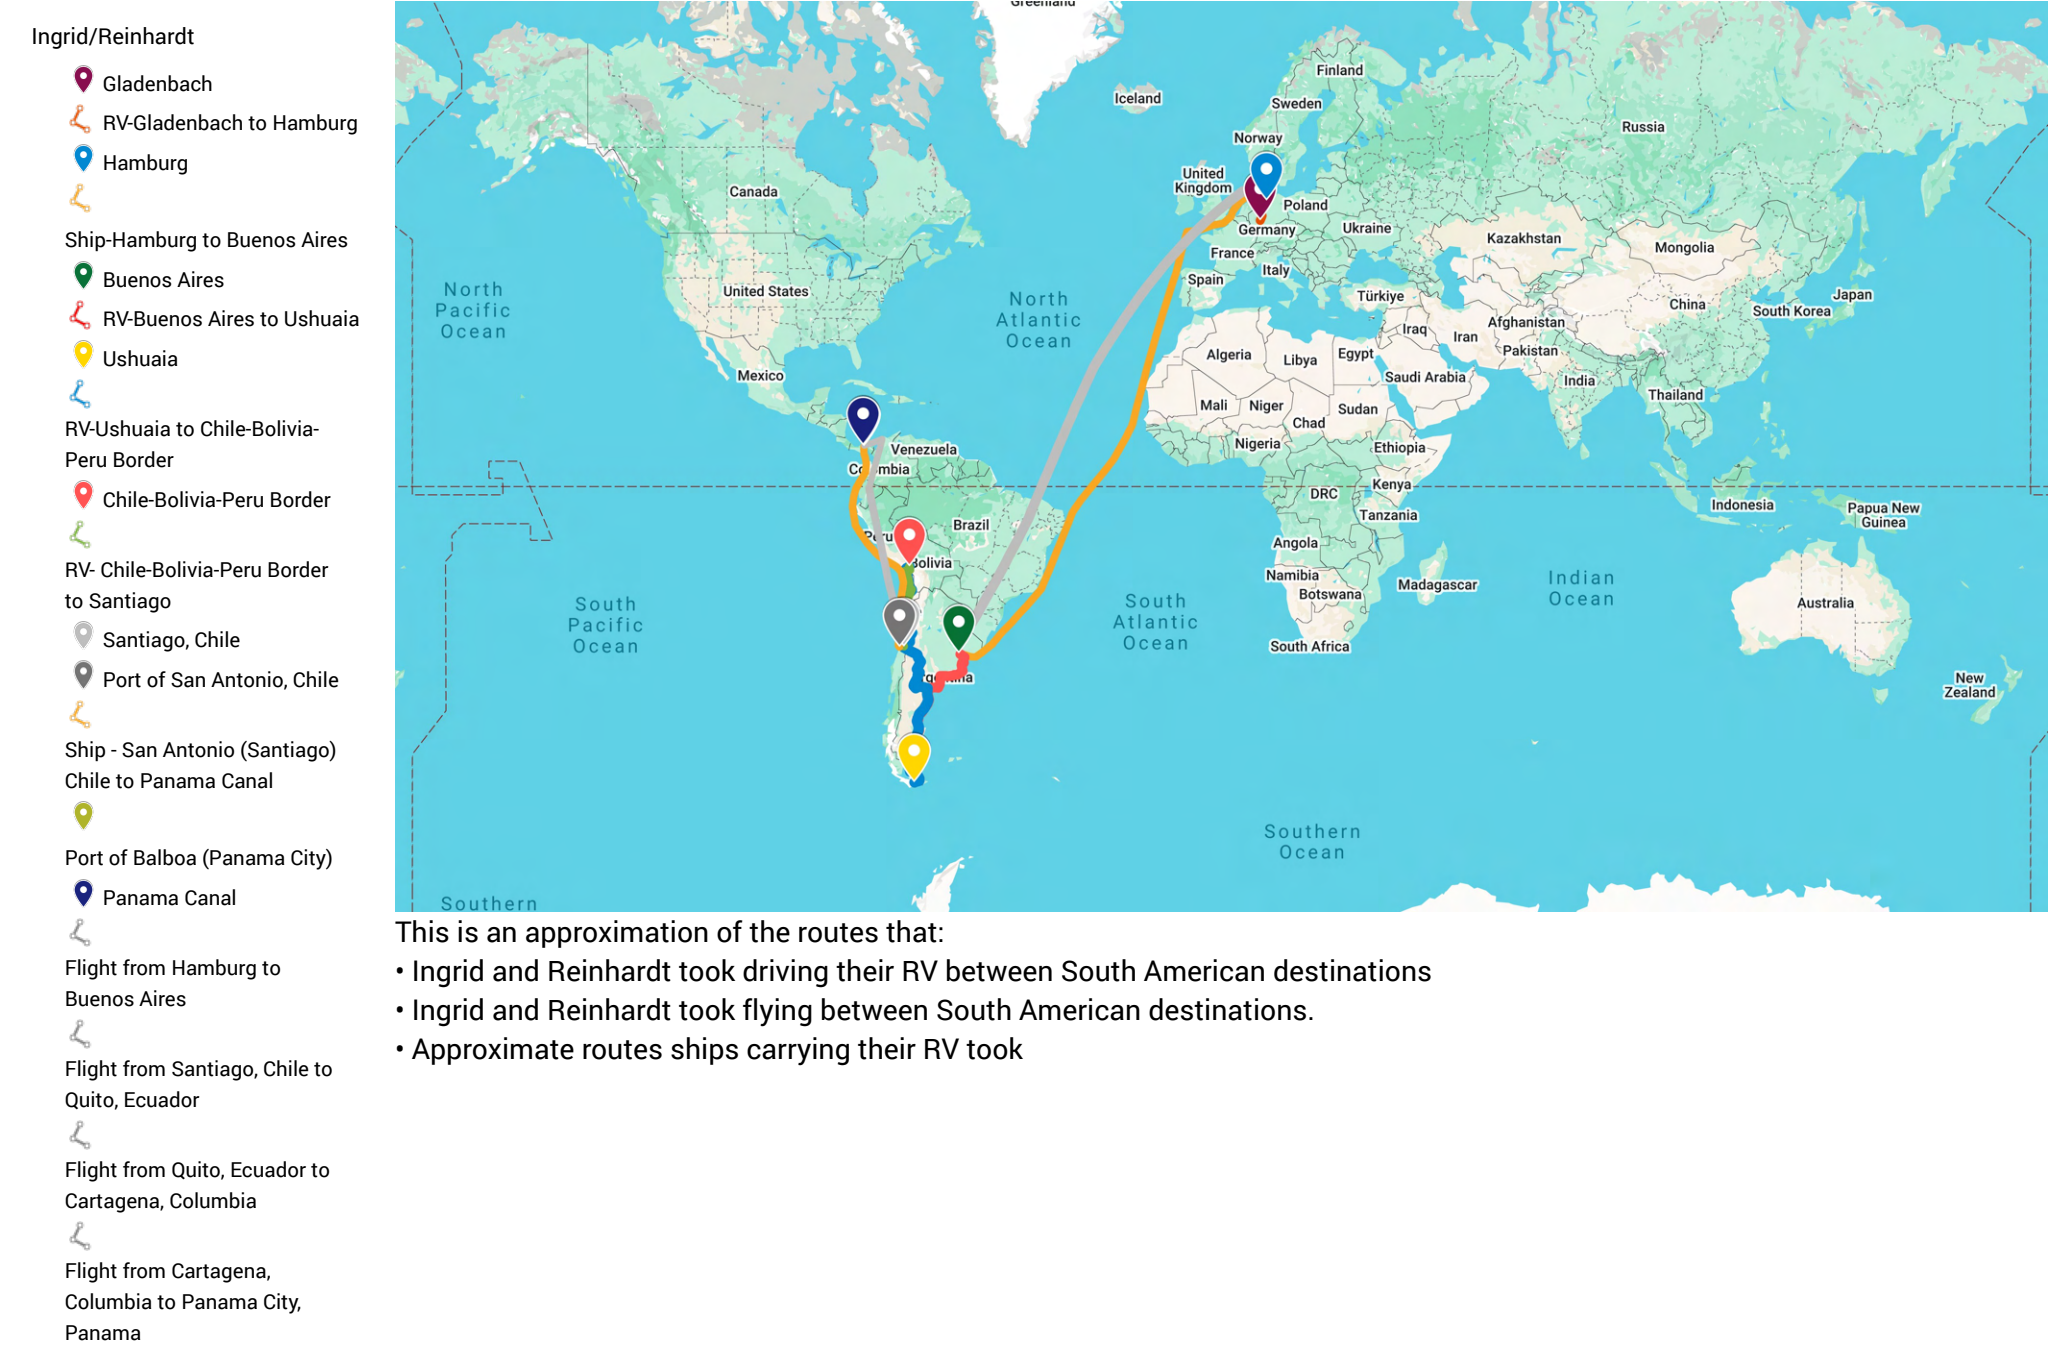 Ingrid/Reinhardt
Gladenbach
RV-Gladenbach to Hamburg
Hamburg
Ship-Hamburg to Buenos Aires
Buenos Aires
RV-Buenos Aires to Ushuaia
Ushuaia
RV-Ushuaia to Chile-Bolivia-
Peru Border
Chile-Bolivia-Peru Border
RV- Chile-Bolivia-Peru Border
to Santiago
Santiago, Chile
Port of San Antonio, Chile
Ship - San Antonio (Santiago)
Chile to Panama Canal
Port of Balboa (Panama City)
Panama Canal
Flight from Hamburg to
Buenos Aires
Flight from Santiago, Chile to
Quito, Ecuador
Flight from Quito, Ecuador to
Cartagena, Columbia
Flight from Cartagena,
Columbia to Panama City,
Panama
Greenland
Finland
Iceland
Sweden
Russia
Norway
United
Kingdom
Canada
Poland
Germany
Ukraine
Kazakhstan
Mongolia
France
Italy
Spain
United States
North
Pacific
Ocean
North
Atlantic
Ocean
Türkiye
Japan
China
South Korea
Iraq
Iran
Afghanistan
Pakistan
Algeria
Libya
Egypt
Saudi Arabia
India
Mexico
Thailand
Mali
Niger
Sudan
Chad
Nigeria
Ethiopia
Venezuela
Colombia
Kenya
DRC
Tanzania
Indonesia
Papua New
Guinea
Brazil
Peru
Bolivia
Angola
Namibia
Botswana
Madagascar
Indian
Ocean
Australia
South
Pacific
Ocean
South
Atlantic
Ocean
South Africa
Argentina
New
Zealand
Southern
Ocean
Southern
This is an approximation of the routes that:
• Ingrid and Reinhardt took driving their RV between South American destinations
• Ingrid and Reinhardt took flying between South American destinations.
• Approximate routes ships carrying their RV took